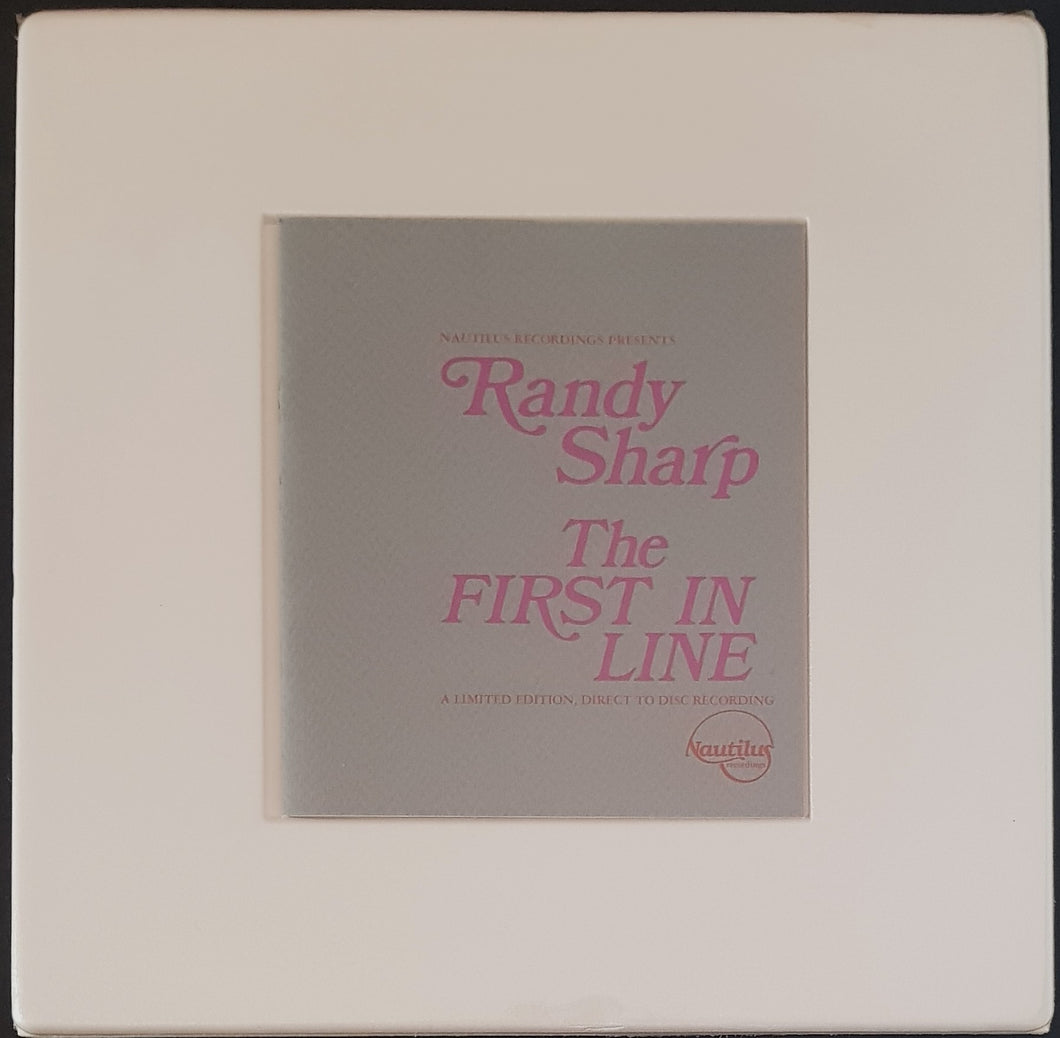 NAUTILUS RECORDINGS PRESENTS
Randy
Sharp
The
FIRST IN
LINE
A LIMITED EDITION, DIRECT TO DISC RECORDING
Nautilus
recordings